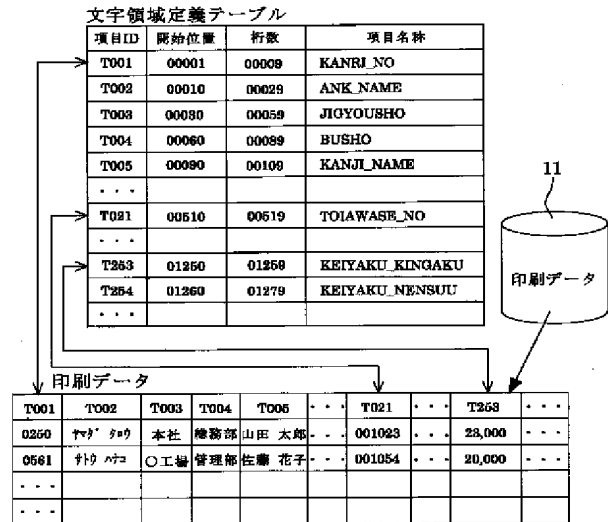 文字領域定義テーブル
項目ID 開始位置 桁数 項目名称
T001 00001 00009 KANRI_NO
T002 00010 00029 ANK_NAME
T003 00030 00059 JIGYOUSHO
T004 00060 00089 BUSHO
T005 00090 00109 KANJI_NAME
・・・
T021 00510 00519 TOIAWASE_NO
・・・
T253 01250 01259 KEIYAKU_KINGAKU
T254 01260 01279 KEIYAKU_NENSUU
・・・
11
印刷データ
印刷データ
T001 T002 T003 T004 T005 ・・・ T021 ・・・ T253 ・・・
0250 ヤマダ タロウ 本社 総務部 山田 太郎 ・・・ 001023 ・・・ 23,000 ・・・
0561 サトウ ハナコ 〇工場 管理部 佐藤 花子 ・・・ 001054 ・・・ 20,000 ・・・
・・・
・・・